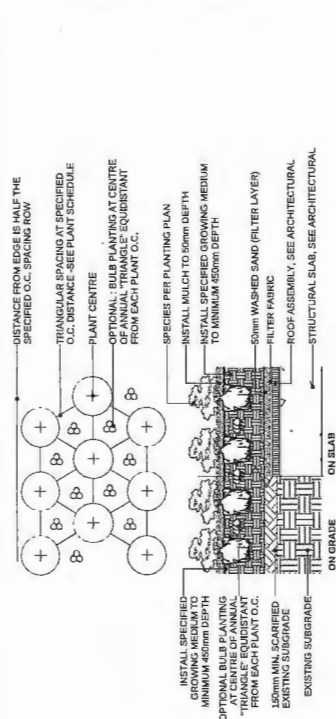 DISTANCE FROM EDGE IS HALF THE
SPECIFIED O.C. SPACING ROW
TRIANGULAR SPACING AT SPECIFIED
O.C. DISTANCE -SEE PLANT SCHEDULE
PLANT CENTRE
OPTIONAL : BULB PLANTING AT CENTRE
OF ANNUAL "TRIANGLE" EQUIDISTANT
FROM EACH PLANT O.C.
SPECIES PER PLANTING PLAN
INSTALL MULCH TO 50mm DEPTH
INSTALL SPECIFIED GROWING MEDIUM
TO MINIMUM 450mm DEPTH
50mm WASHED SAND (FILTER LAYER)
FILTER FABRIC
ROOF ASSEMBLY, SEE ARCHITECTURAL
STRUCTURAL SLAB, SEE ARCHITECTURAL
INSTALL SPECIFIED
GROWING MEDIUM TO
MINIMUM 450mm DEPTH
OPTIONAL BULB PLANTING
AT CENTRE OF ANNUAL
"TRIANGLE" EQUIDISTANT
FROM EACH PLANT O.C.
150mm MIN. SCARIFIED
EXISTING SUBGRADE
EXISTING SUBGRADE
ON GRADE
ON SLAB